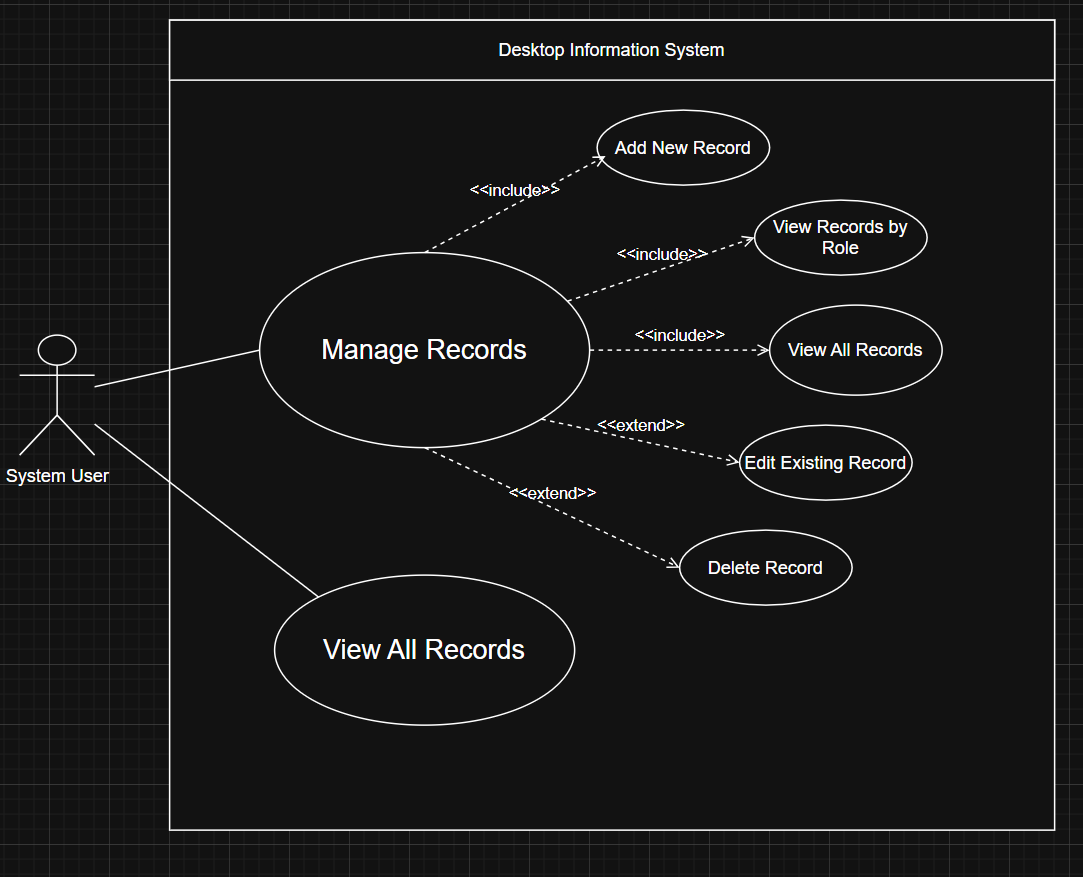 Desktop Information System
Add New Record
<<include>>
View Records by
Role
<<include>>
<<include>>
View All Records
Manage Records
<<extend>>
Edit Existing Record
System User
<<extend>>
Delete Record
View All Records